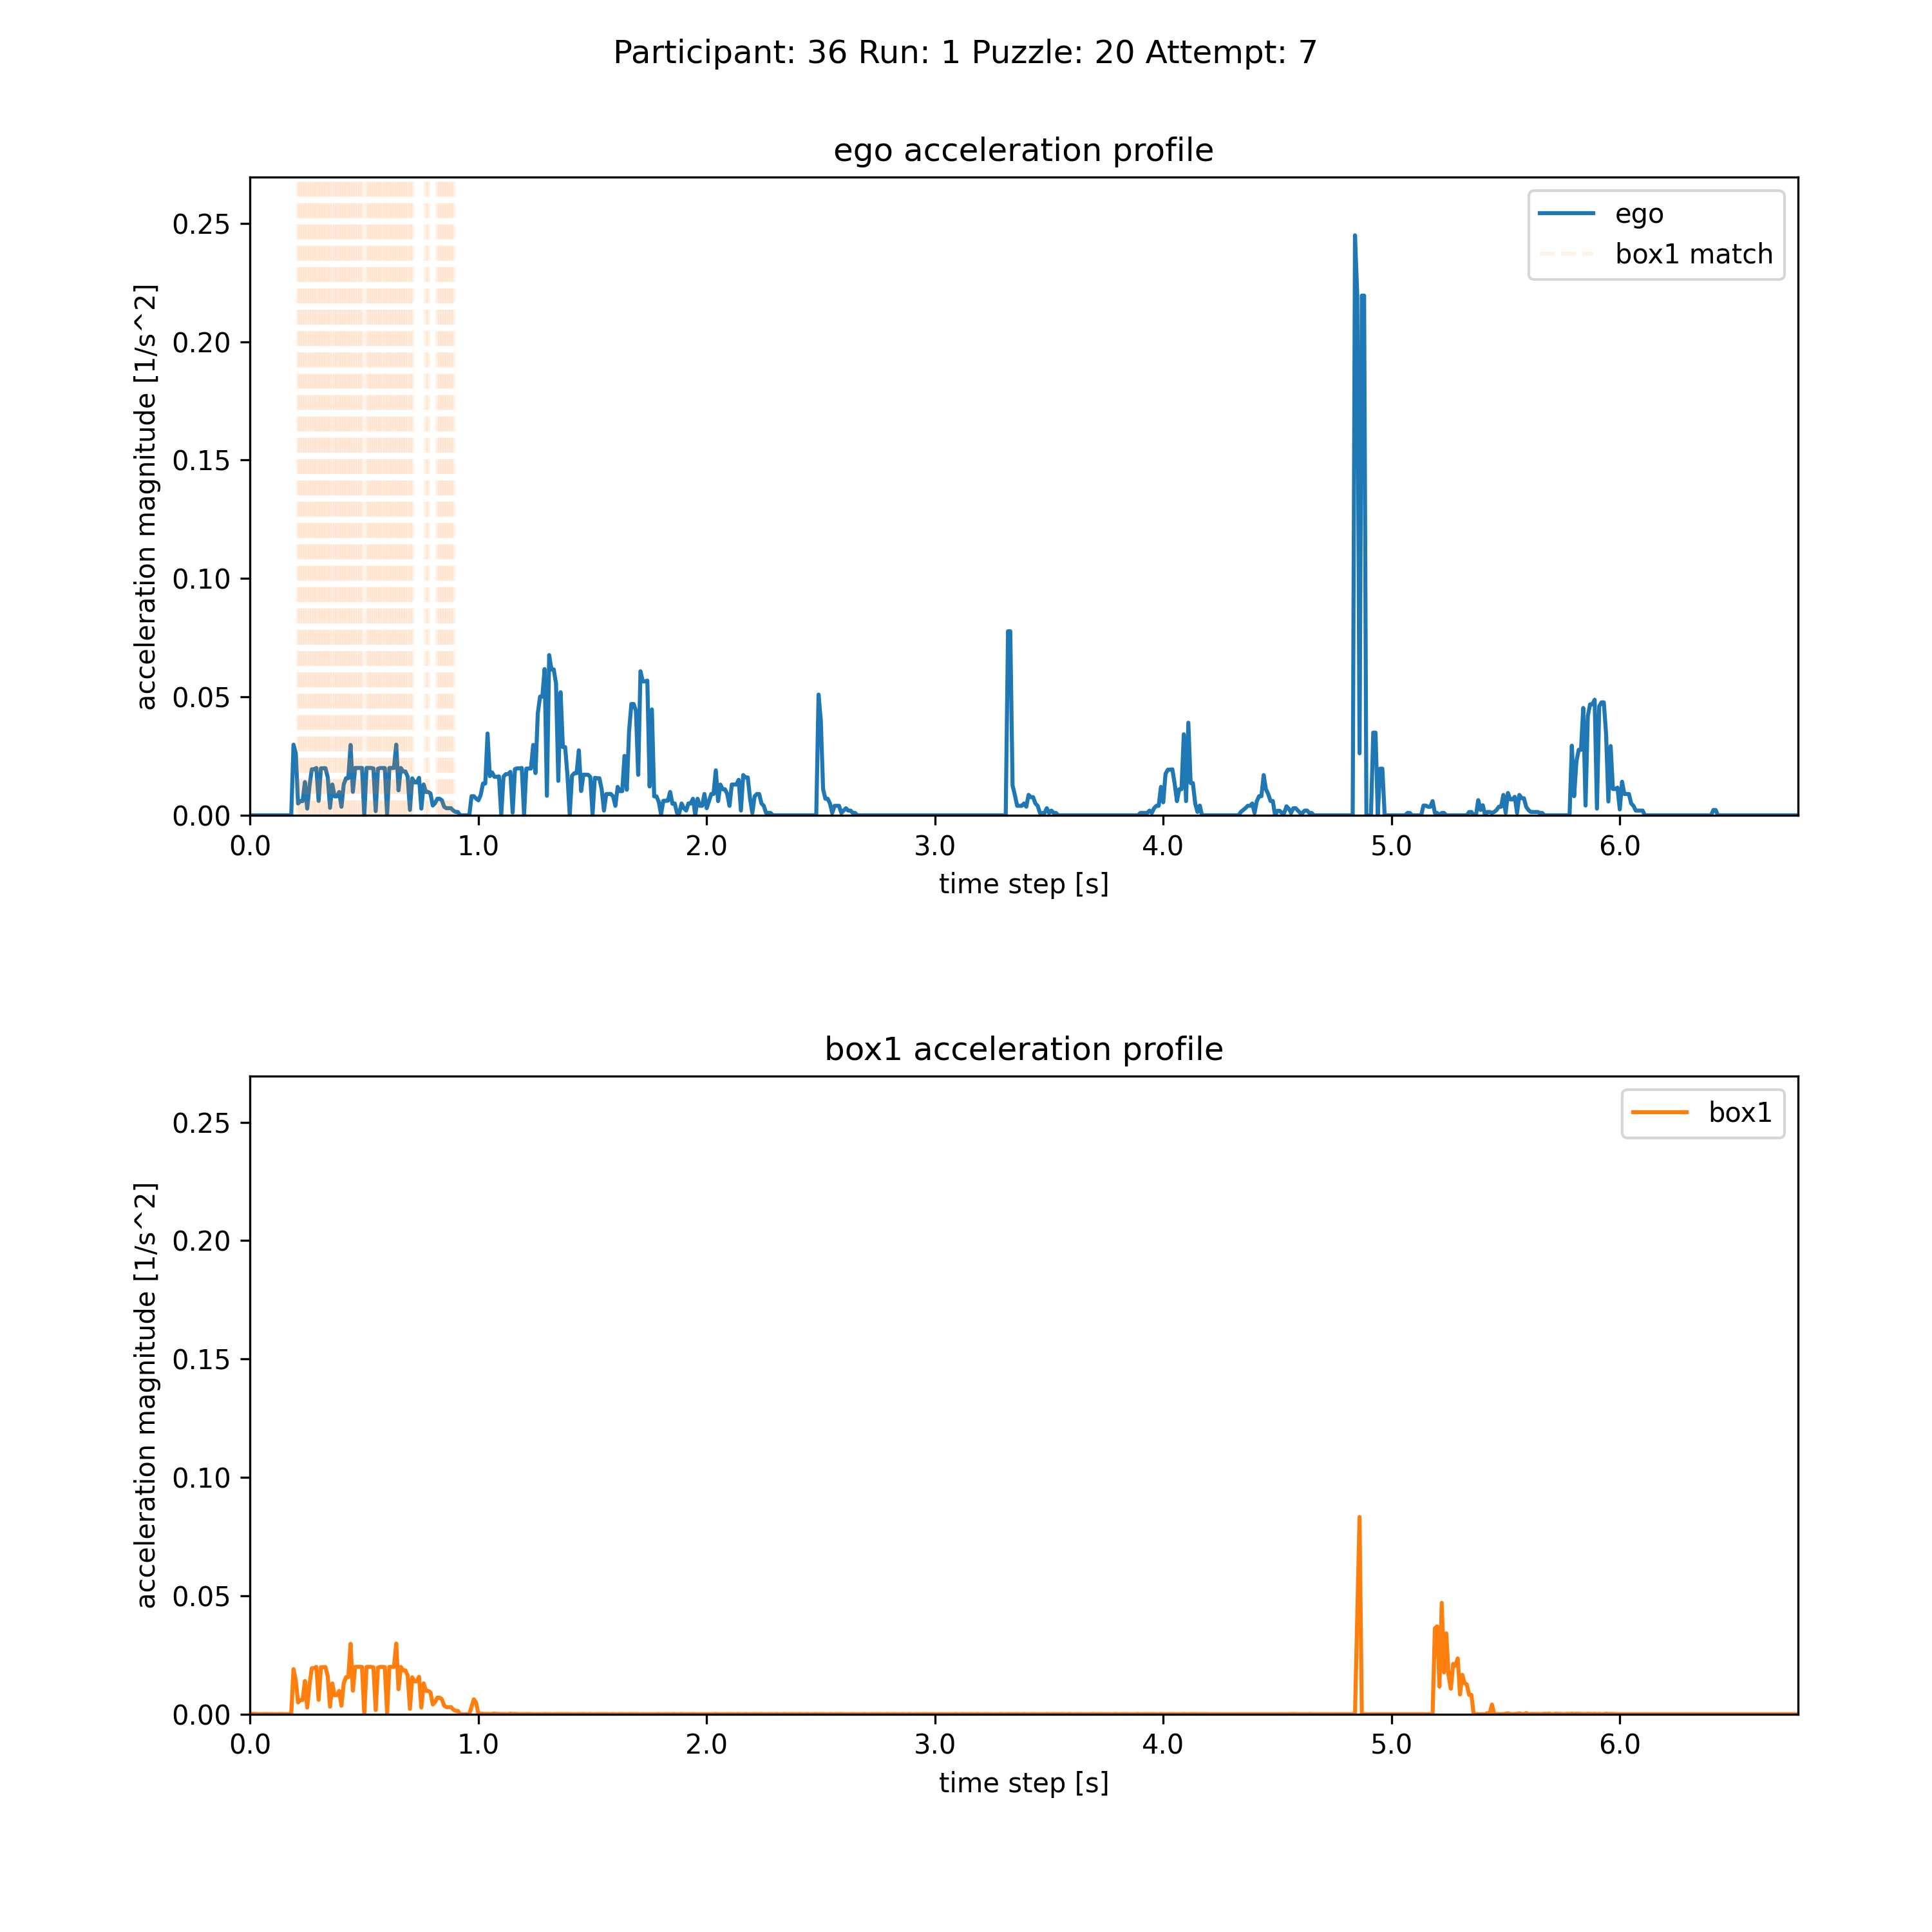 Participant: 36 Run: 1 Puzzle: 20 Attempt: 7
ego acceleration profile
ego
box1 match
acceleration magnitude [1/s^2]
0.25
0.20
0.15
0.10
0.05
0.00
0.0 1.0 2.0 3.0 4.0 5.0 6.0
time step [s]
box1 acceleration profile
box1
acceleration magnitude [1/s^2]
0.25
0.20
0.15
0.10
0.05
0.00
0.0 1.0 2.0 3.0 4.0 5.0 6.0
time step [s]